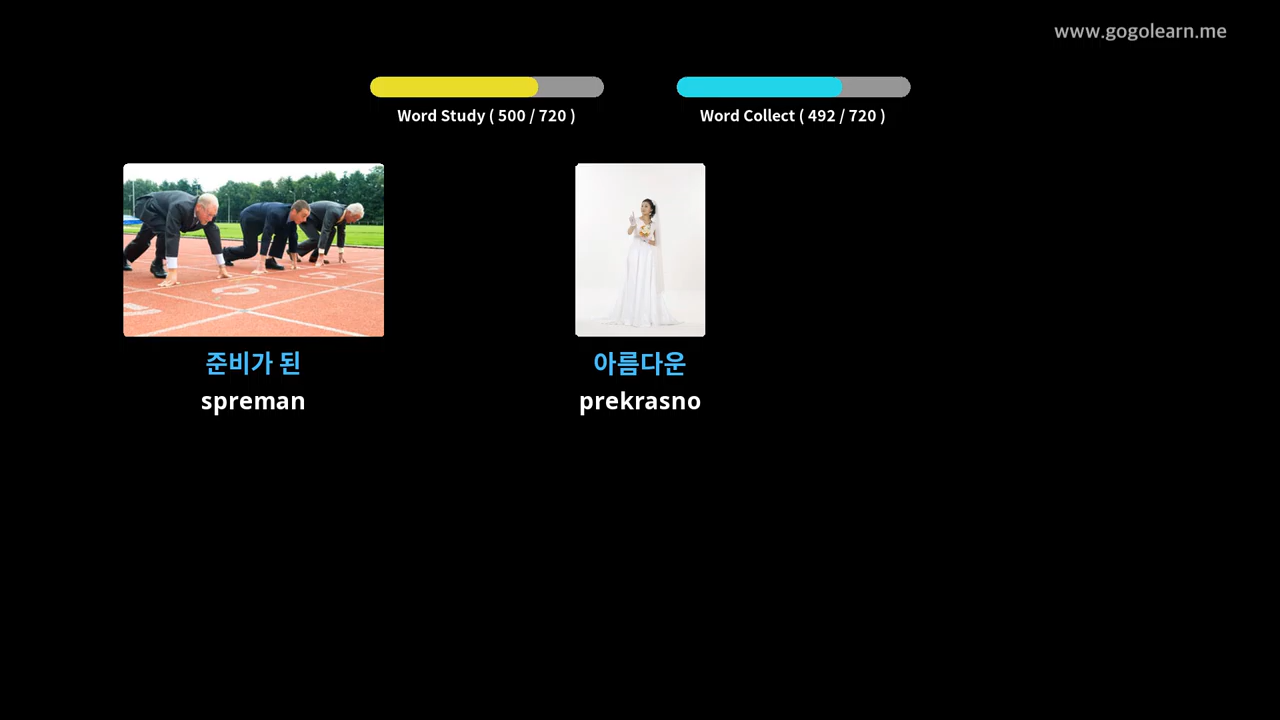 www.gogolearn.me
Word Study ( 500 / 720 )
Word Collect ( 492 / 720 )
준비가 된
spreman
아름다운
prekrasno